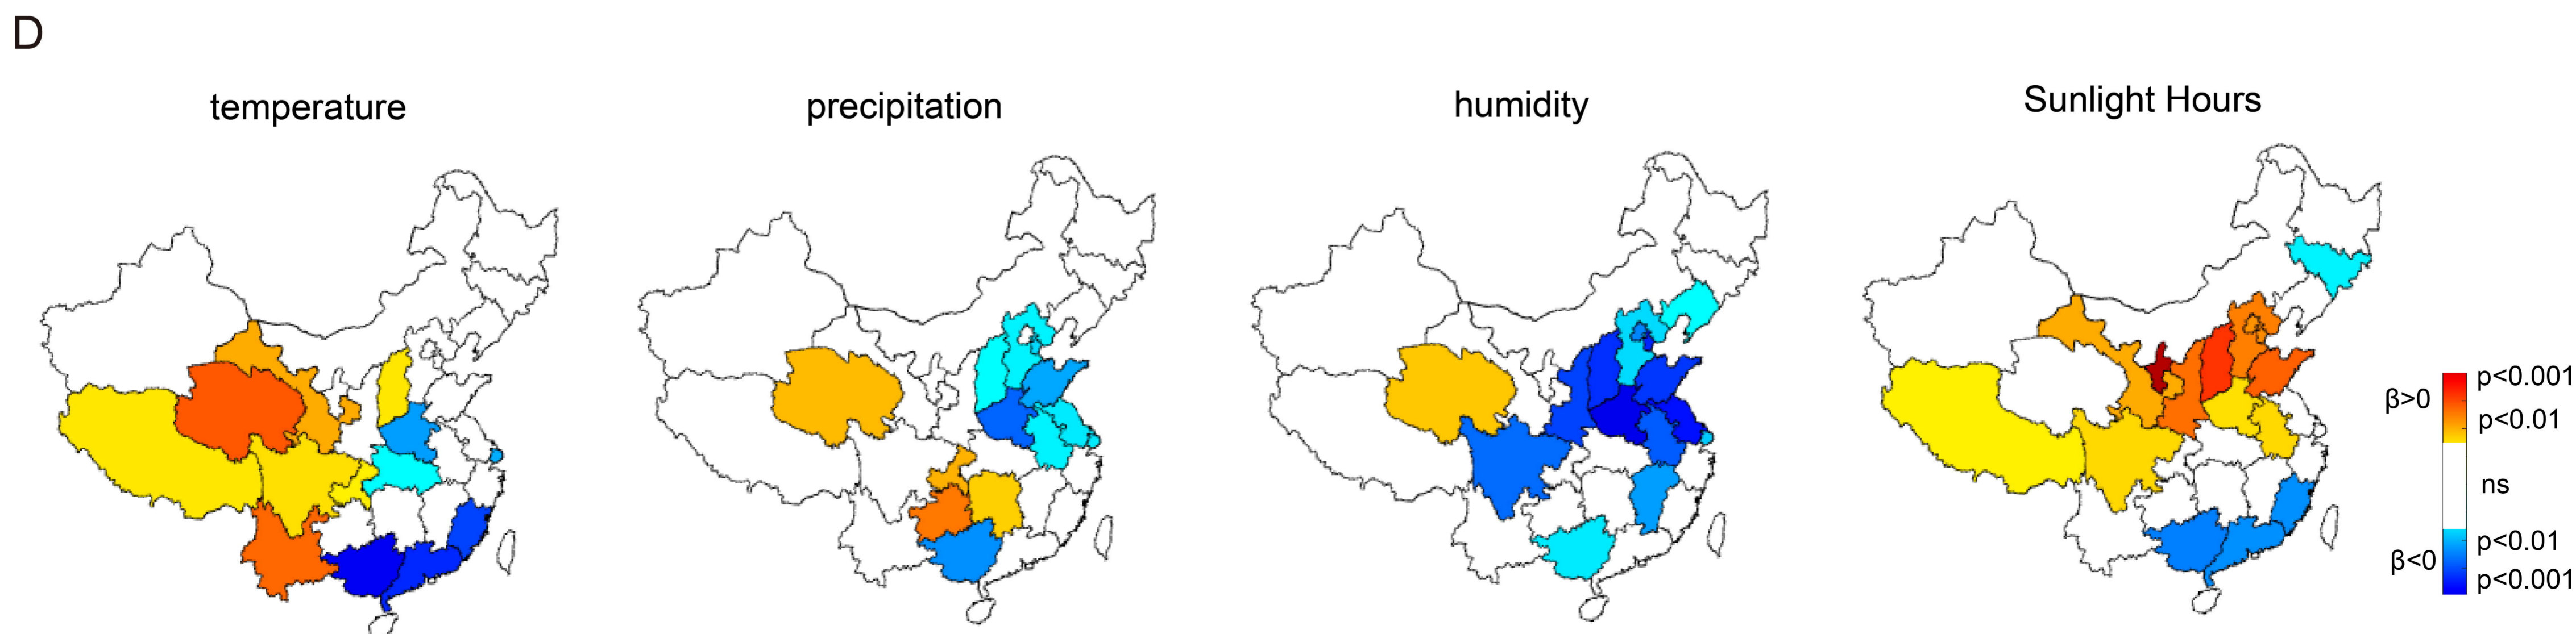 D
temperature
precipitation
humidity
Sunlight Hours
β>0
p<0.001
p<0.01
ns
β<0
p<0.01
p<0.001